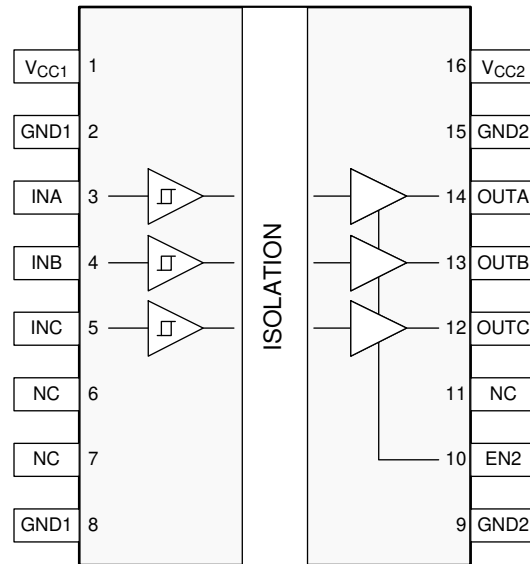 VCC1 1
GND1 2
INA 3
INB 4
INC 5
NC 6
NC 7
GND1 8
ISOLATION
16 VCC2
15 GND2
14 OUTA
13 OUTB
12 OUTC
11 NC
10 EN2
9 GND2